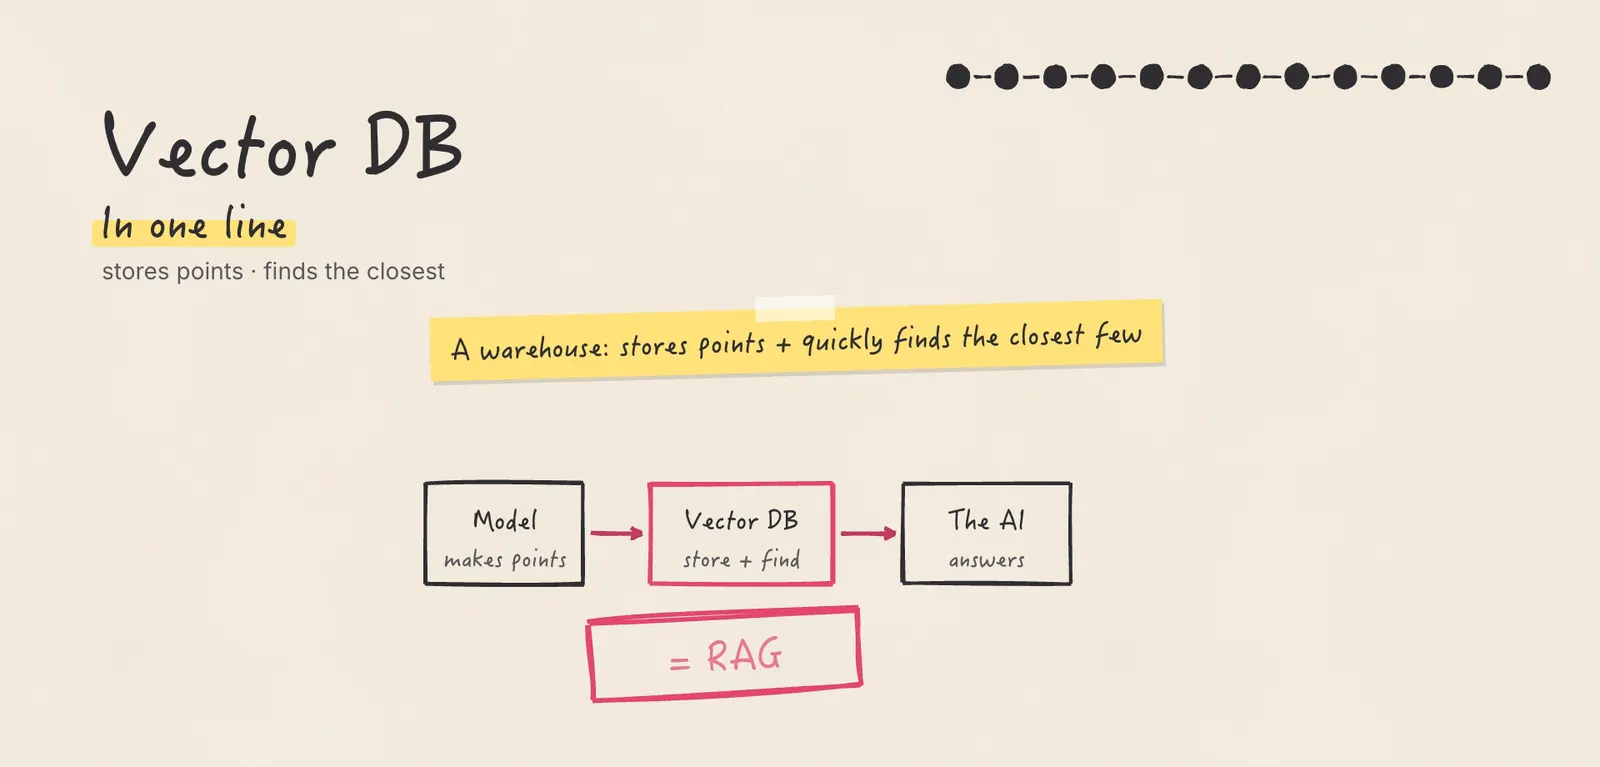 Vector DB
In one line
stores points · finds the closest
A warehouse: stores points + quickly finds the closest few
Model
makes points
Vector DB
store + find
The AI
answers
= RAG